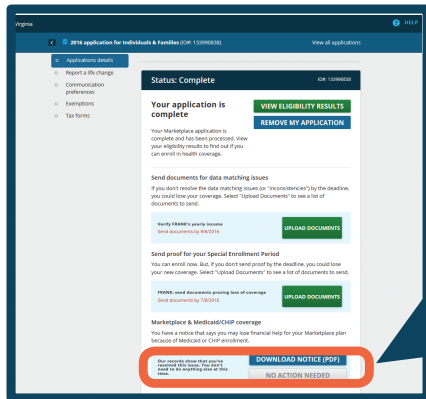 Virginia
HELP
2016 application for Individuals & Families (ID#: 133990838)
View all applications
Applications details
Report a life change
Communication
preferences
Exemptions
Tax forms
Status: Complete
ID#: 133990838
Your application is
complete
VIEW ELIGIBILITY RESULTS
REMOVE MY APPLICATION
Your Marketplace application is
complete and has been processed. View
your eligibility results to find out if you
can enroll in health coverage.
Send documents for data matching issues
If you don't resolve the data matching issues (or "inconsistencies") by the deadline,
you could lose your coverage. Select "Upload Documents" to see a list of
documents to send.
Verify FRANK's yearly income
Send documents by 9/6/2016
UPLOAD DOCUMENTS
Send proof for your Special Enrollment Period
You can enroll now. But, if you don't send proof by the deadline, you could lose
your new coverage. Select "Upload Documents" to see a list of documents to send.
FRANK: send documents proving loss of coverage
Send documents by 7/8/2016
UPLOAD DOCUMENTS
Marketplace & Medicaid/CHIP coverage
You have a notice that says you may lose financial help for your Marketplace plan
because of Medicaid or CHIP enrollment.
Our records show that you've
resolved this issue. You don't
need to do anything else at this
time.
DOWNLOAD NOTICE (PDF)
NO ACTION NEEDED